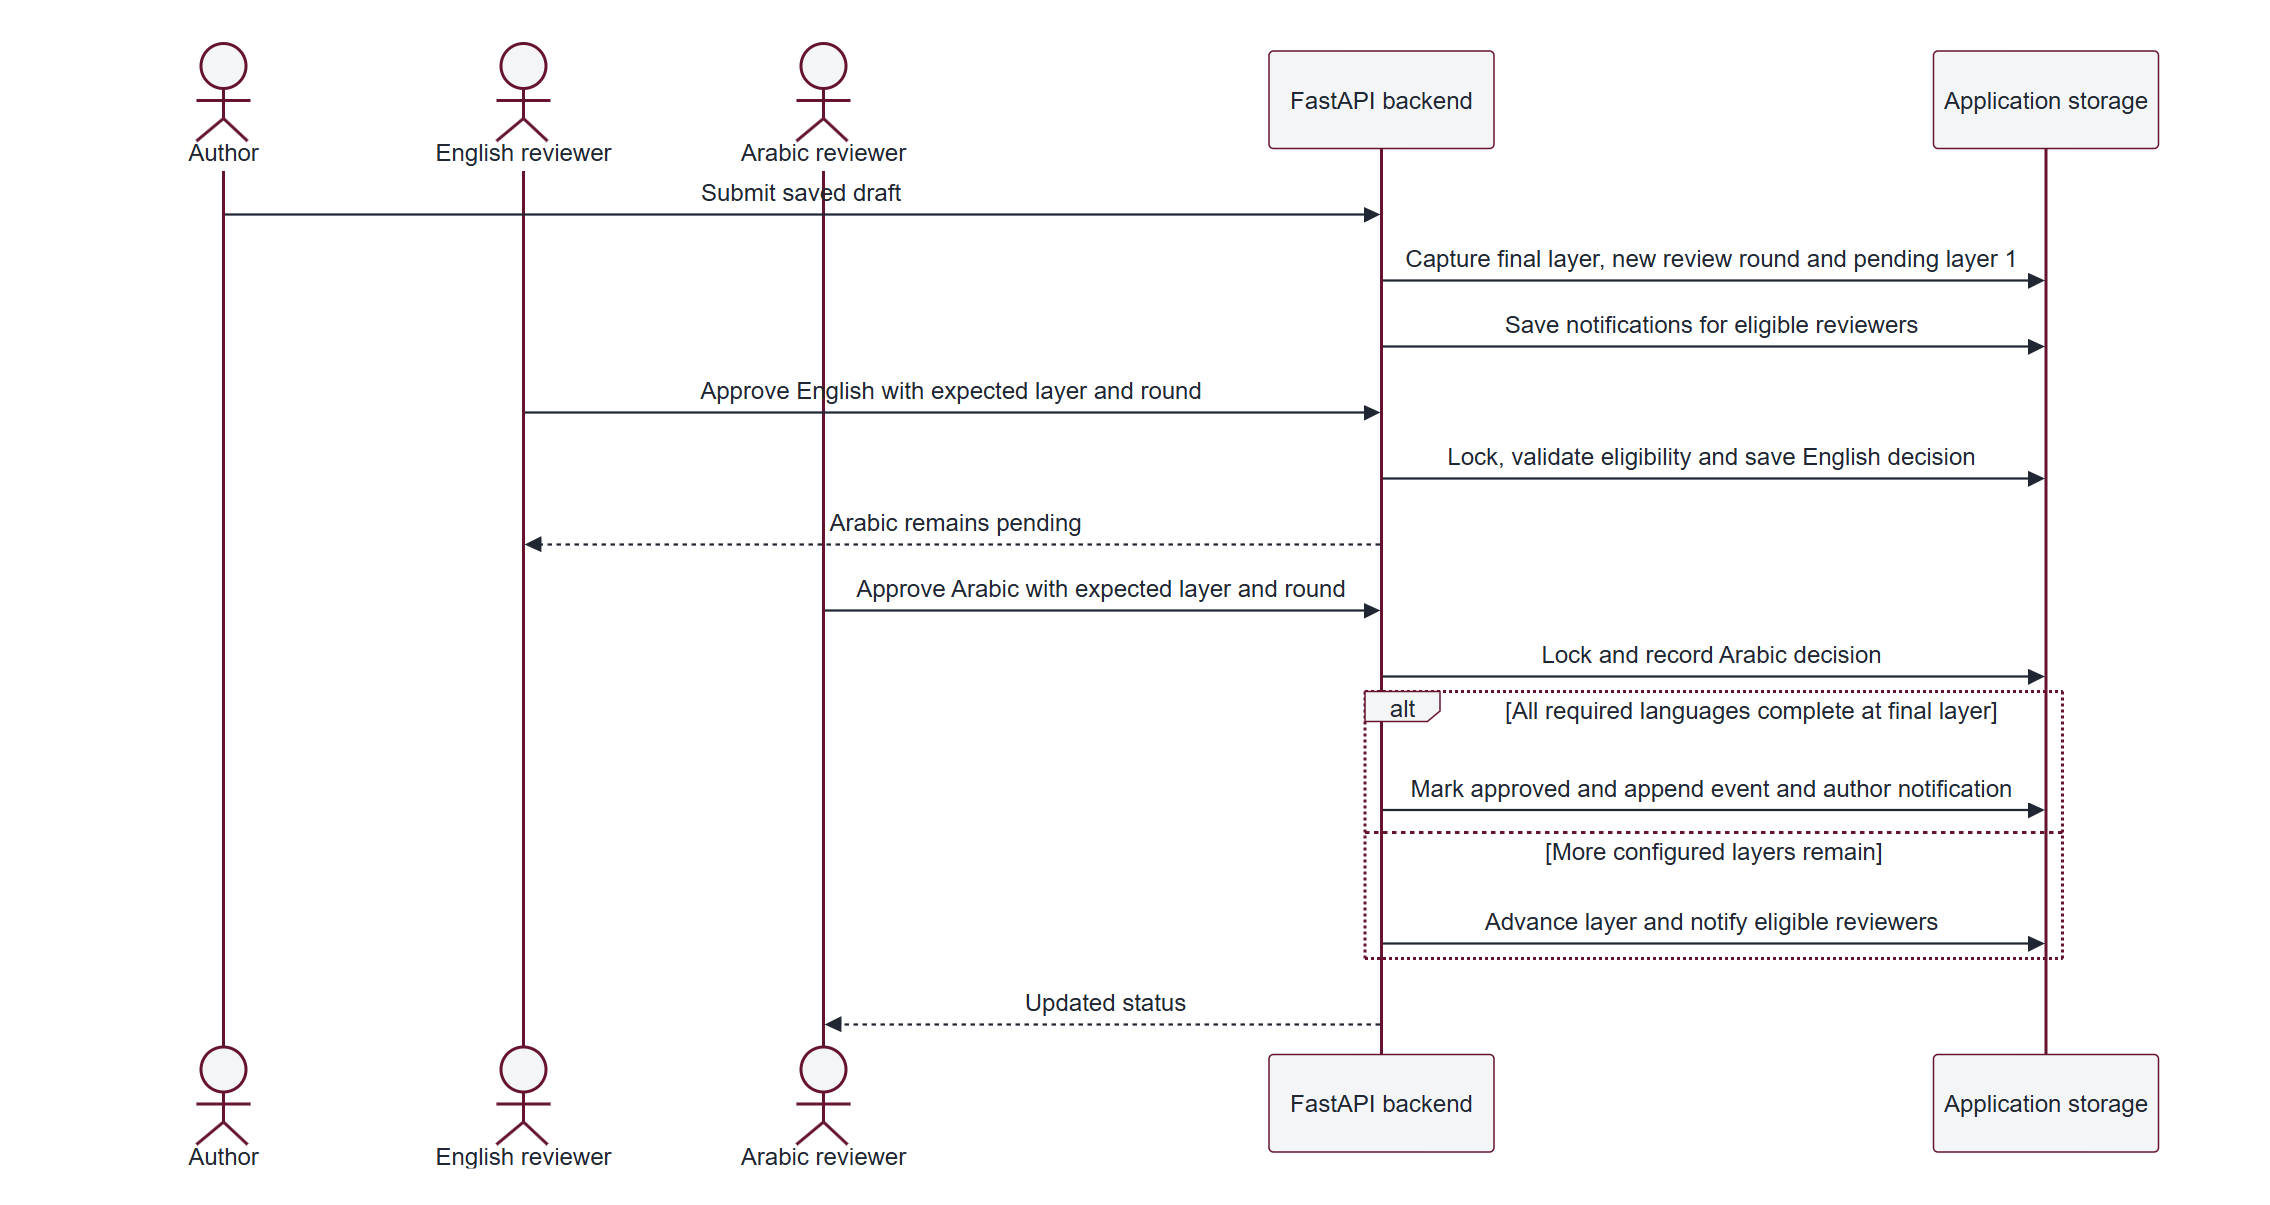 Author
English reviewer
Arabic reviewer
FastAPI backend
Application storage
Submit saved draft
Capture final layer, new review round and pending layer 1
Save notifications for eligible reviewers
Approve English with expected layer and round
Lock, validate eligibility and save English decision
Arabic remains pending
Approve Arabic with expected layer and round
Lock and record Arabic decision
alt
[All required languages complete at final layer]
Mark approved and append event and author notification
[More configured layers remain]
Advance layer and notify eligible reviewers
Updated status
Author
English reviewer
Arabic reviewer
FastAPI backend
Application storage